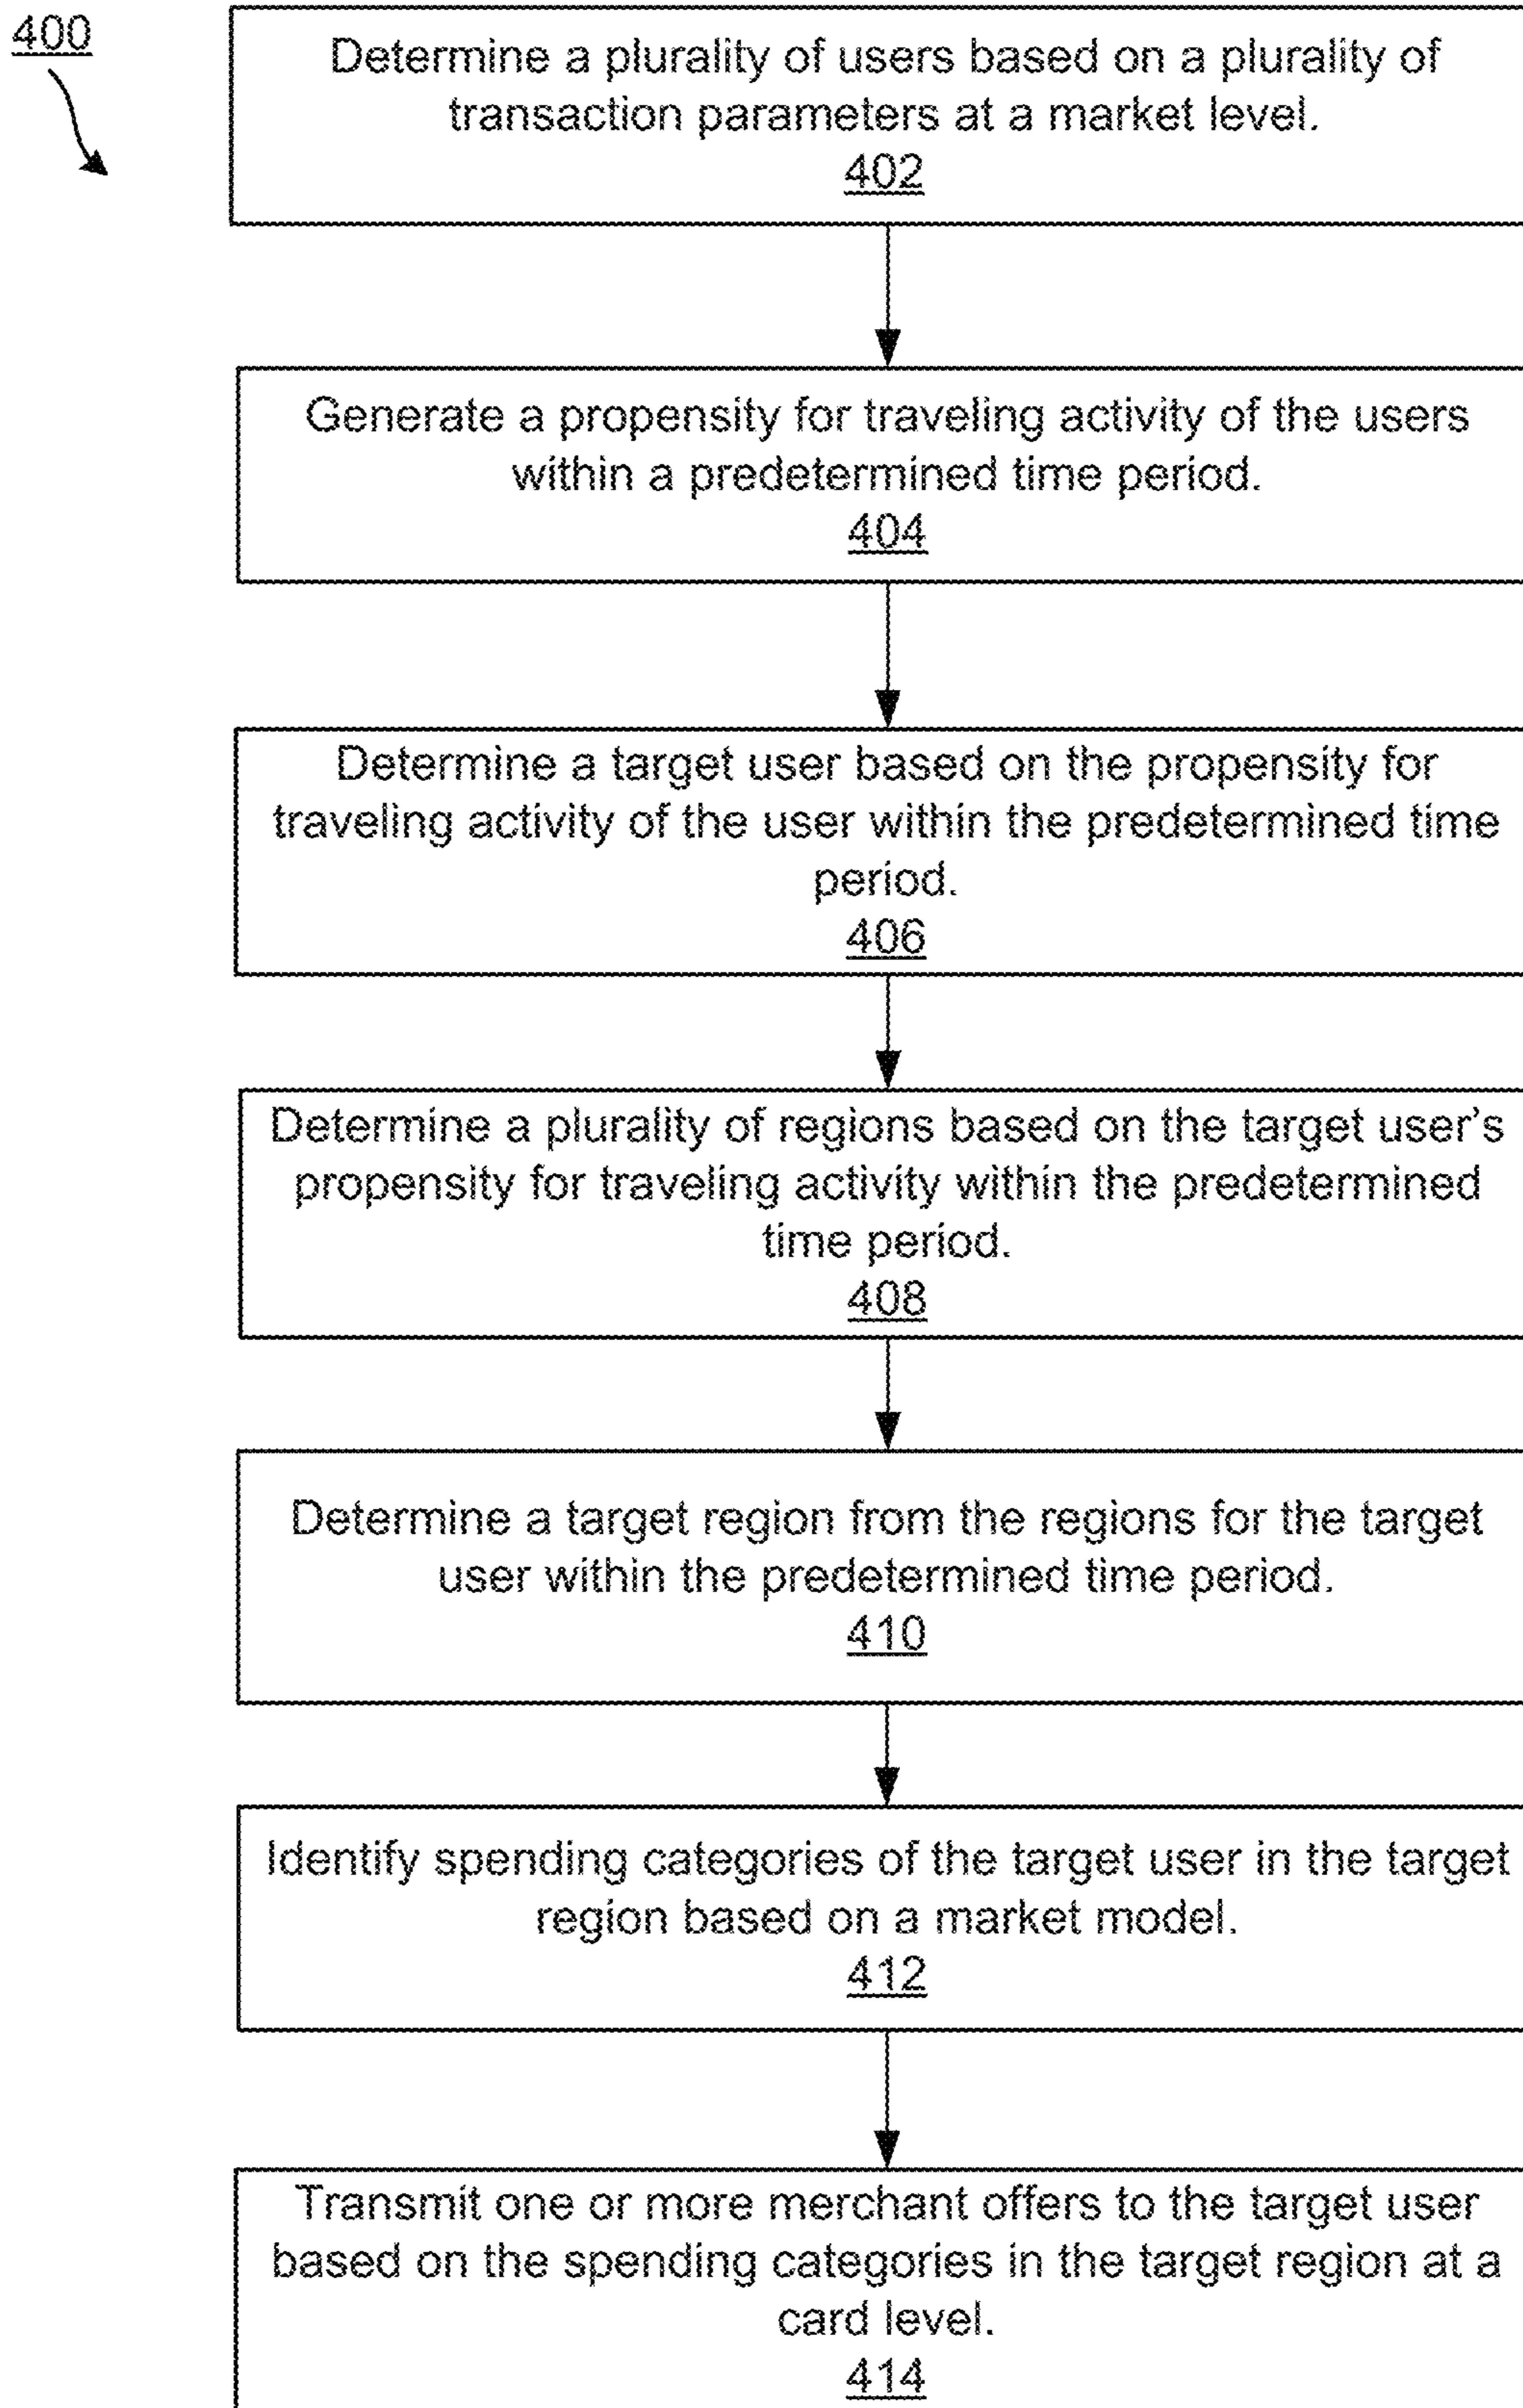 400
Determine a plurality of users based on a plurality of
transaction parameters at a market level.
402
Generate a propensity for traveling activity of the users
within a predetermined time period.
404
Determine a target user based on the propensity for
traveling activity of the user within the predetermined time
period.
406
Determine a plurality of regions based on the target user's
propensity for traveling activity within the predetermined
time period.
408
Determine a target region from the regions for the target
user within the predetermined time period.
410
Identify spending categories of the target user in the target
region based on a market model.
412
Transmit one or more merchant offers to the target user
based on the spending categories in the target region at a
card level.
414